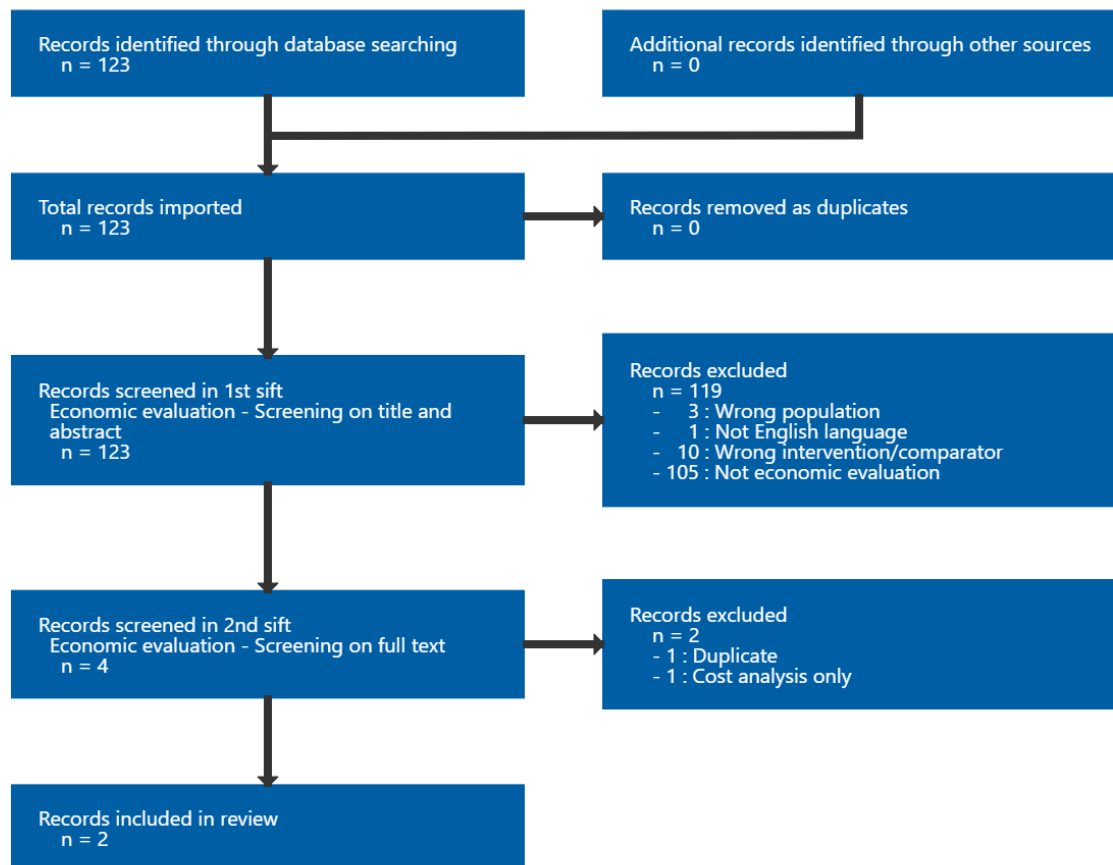 Records identified through database searching
n = 123
Additional records identified through other sources
n = 0
Total records imported
n = 123
Records removed as duplicates
n = 0
Records screened in 1st sift
Economic evaluation - Screening on title and
abstract
n = 123
Records excluded
n = 119
- 3 : Wrong population
- 1 : Not English language
- 10 : Wrong intervention/comparator
- 105 : Not economic evaluation
Records screened in 2nd sift
Economic evaluation - Screening on full text
n = 4
Records excluded
n = 2
- 1 : Duplicate
- 1 : Cost analysis only
Records included in review
n = 2